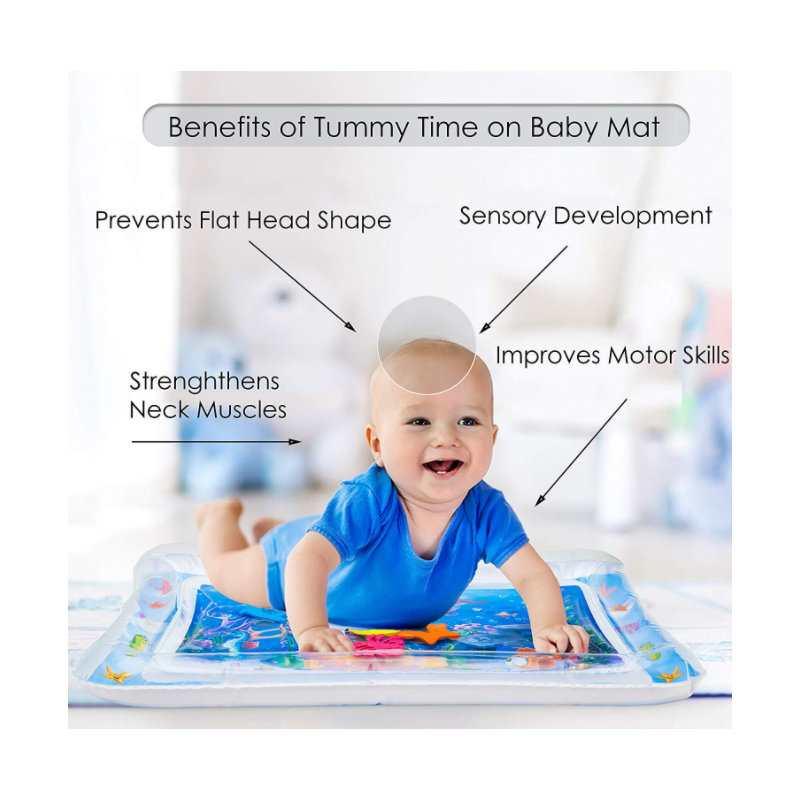 Benefits of Tummy Time on Baby Mat
Prevents Flat Head Shape
Sensory Development
Improves Motor Skills
Strenghthens
Neck Muscles